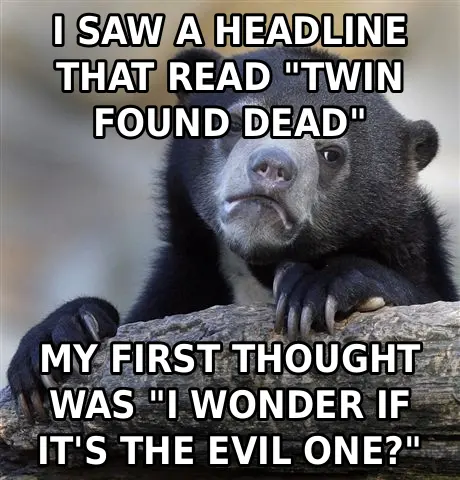 I SAW A HEADLINE
THAT READ "TWIN
FOUND DEAD"
MY FIRST THOUGHT
WAS "I WONDER IF
IT'S THE EVIL ONE?"